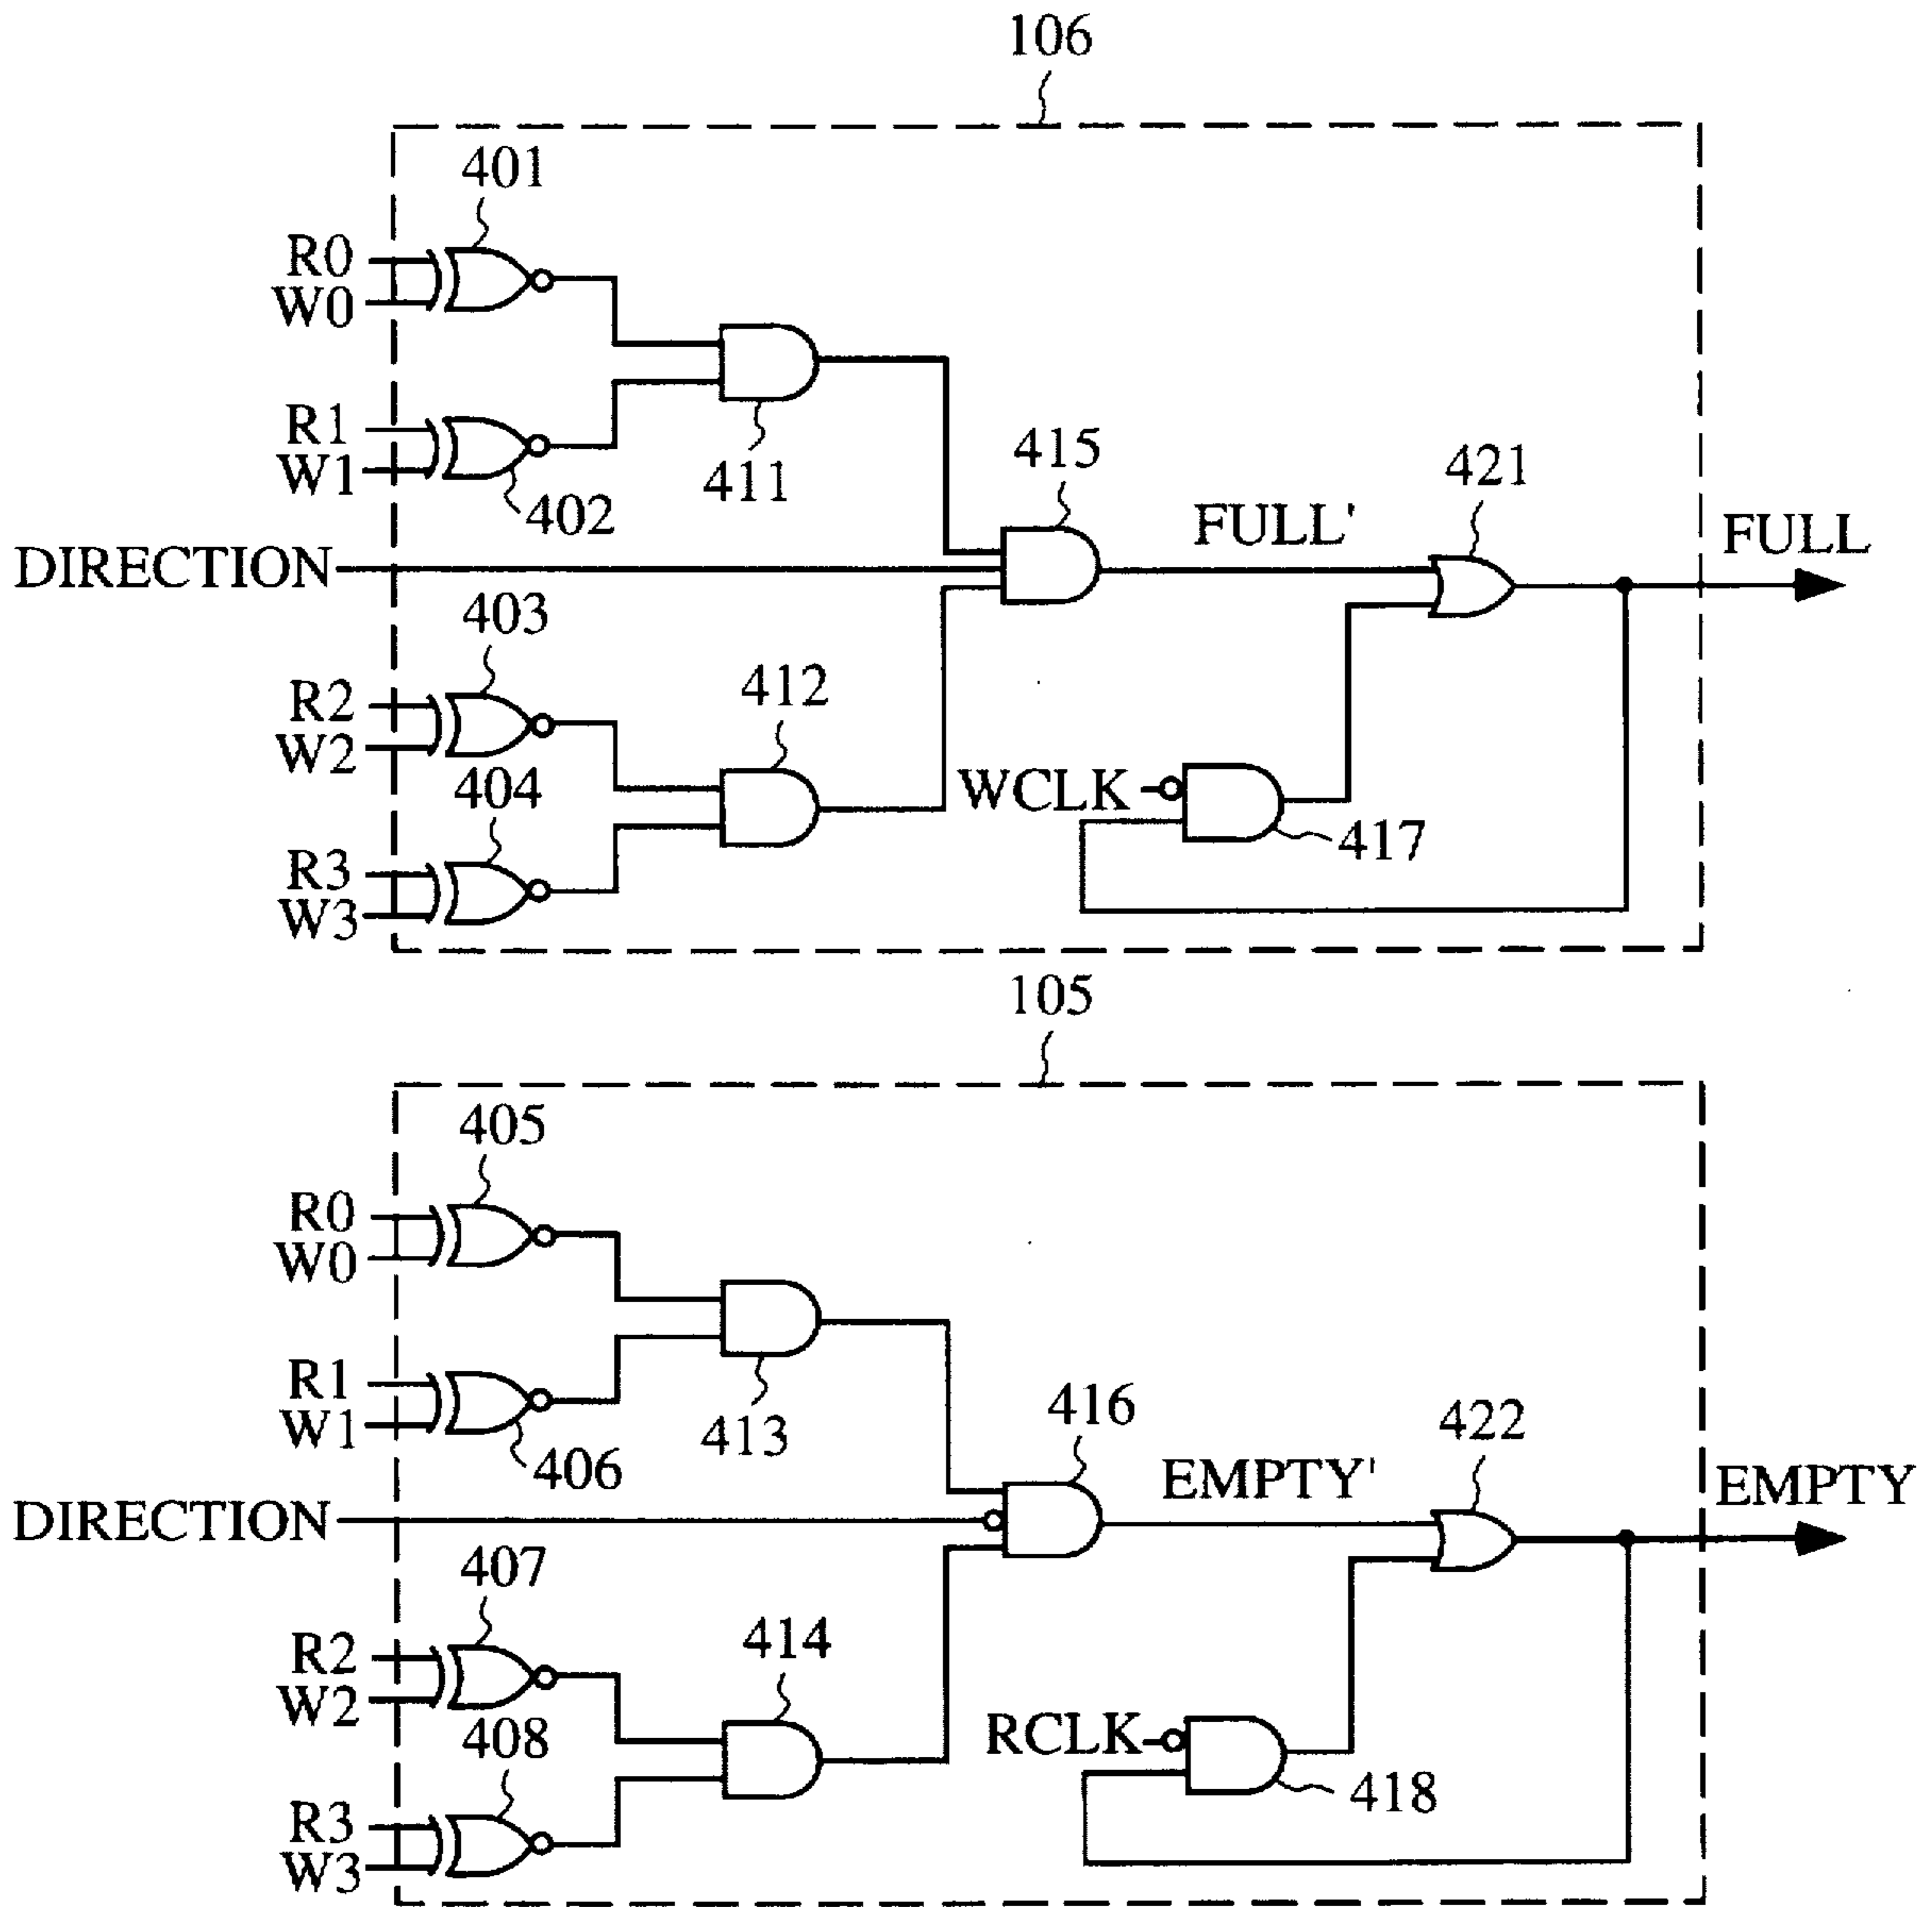 106
401
R0
W0
R1
W1
402
411
415
421
DIRECTION
FULL'
FULL
403
R2
W2
404
412
WCLK
417
R3
W3
105
405
R0
W0
R1
W1
406
413
416
422
DIRECTION
EMPTY'
EMPTY
407
R2
W2
408
414
RCLK
418
R3
W3